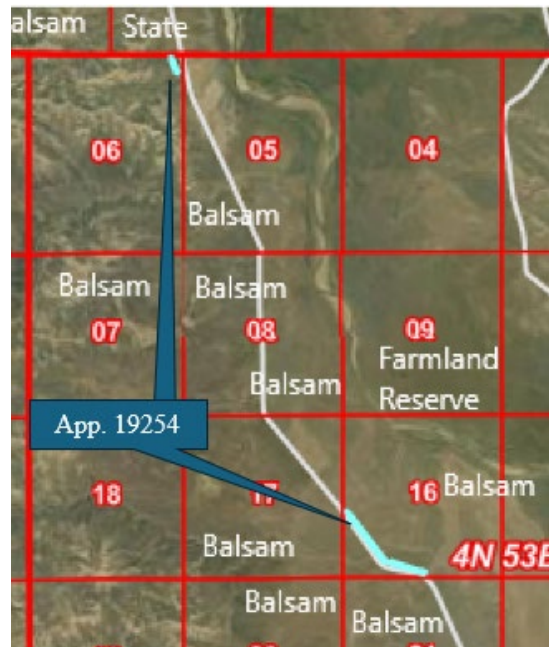 alsam
State
06
05
04
Balsam
Balsam
Balsam
07
08
09
Farmland
Reserve
Balsam
App. 19254
18
17
16
Balsam
Balsam
4N 53E
Balsam
Balsam